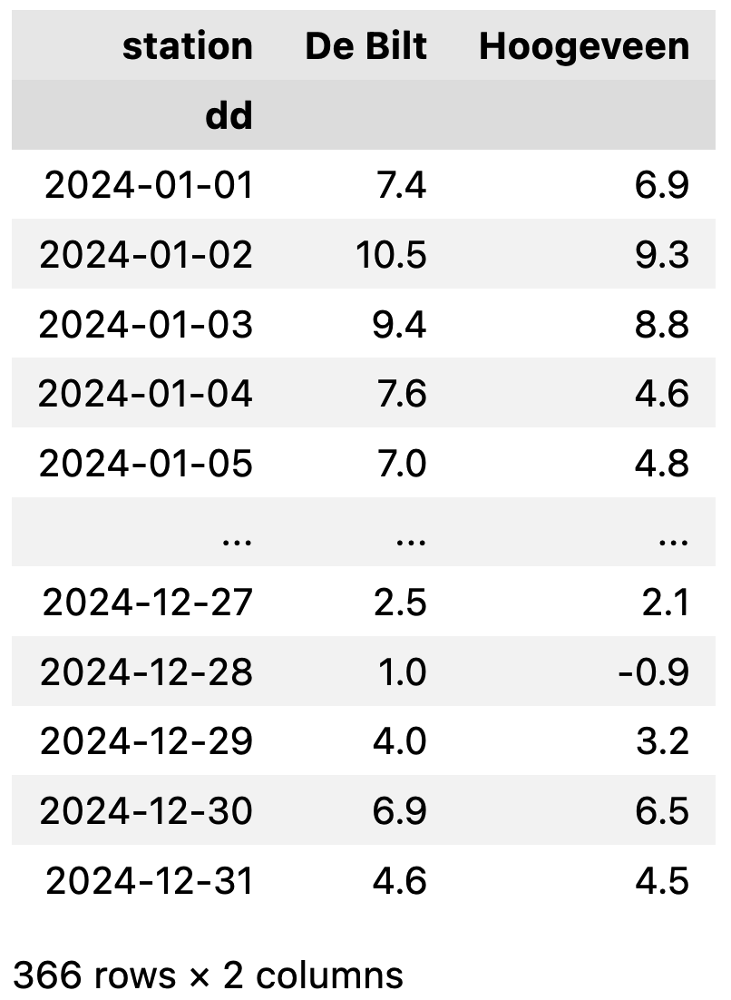 station De Bilt Hoogeveen
dd
2024-01-01 7.4 6.9
2024-01-02 10.5 9.3
2024-01-03 9.4 8.8
2024-01-04 7.6 4.6
2024-01-05 7.0 4.8
... ... ...
2024-12-27 2.5 2.1
2024-12-28 1.0 -0.9
2024-12-29 4.0 3.2
2024-12-30 6.9 6.5
2024-12-31 4.6 4.5
366 rows × 2 columns